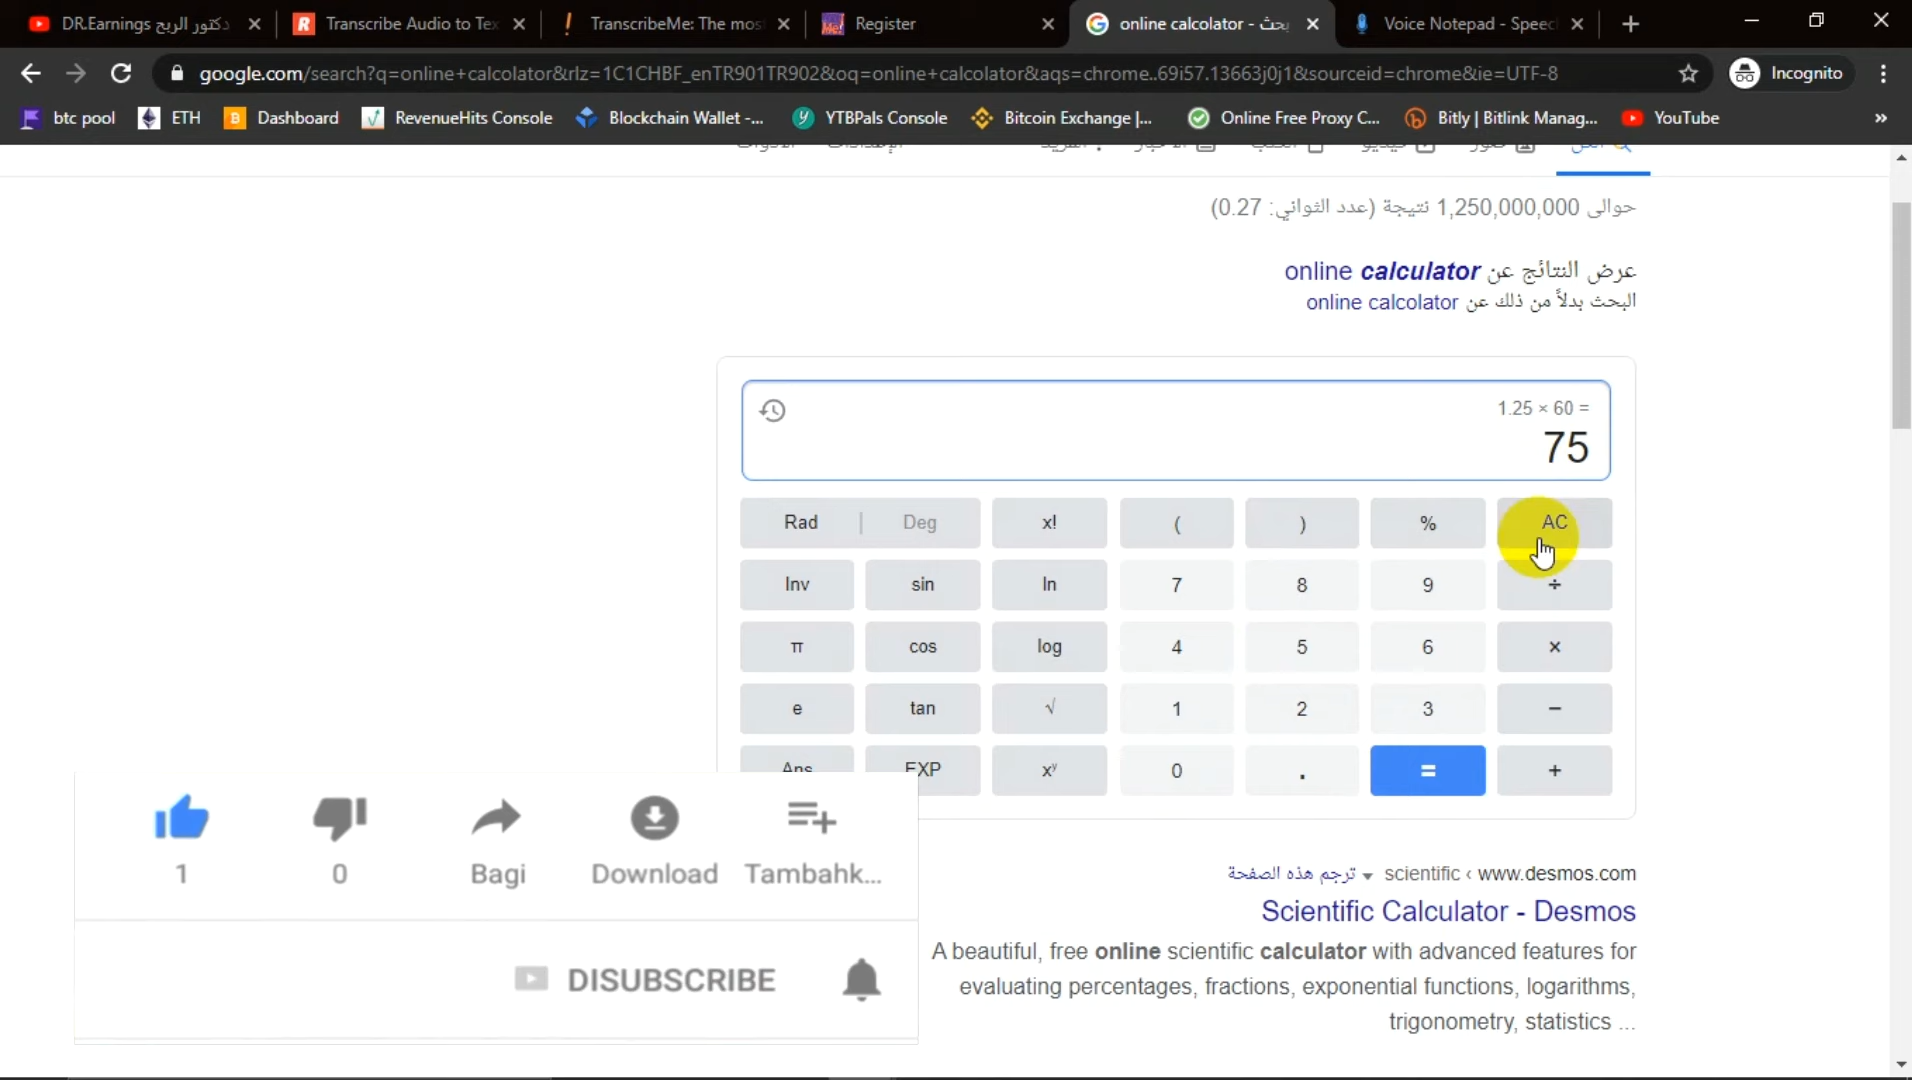 DR.Earnings دكتور الربح
Transcribe Audio to Tex
TranscribeMe: The mos
Register
online calcolator - بحث
Voice Notepad - Speec
google.com/search?q=online+calcolator&rlz=1C1CHBF_enTR901TR902&oq=online+calcolator&aqs=chrome..69i57.13663j0j1&sourceid=chrome&ie=UTF-8
Incognito
btc pool
ETH
Dashboard
RevenueHits Console
Blockchain Wallet -...
YTBPals Console
Bitcoin Exchange |...
Online Free Proxy C...
Bitly | Bitlink Manag...
YouTube
»
حوالى 1,250,000,000 نتيجة (عدد الثواني: 0.27)
عرض النتائج عن online calculator
البحث بدلاً من ذلك عن online calcolator
1.25 × 60 =
75
Rad | Deg x! ( ) % AC
Inv sin ln 7 8 9 ÷
π cos log 4 5 6 ×
e tan √ 1 2 3 −
Ans EXP xʸ 0 . = +
1 0 Bagi Download Tambahk...
DISUBSCRIBE
www.desmos.com › scientific ▾ ترجم هذه الصفحة
Scientific Calculator - Desmos
A beautiful, free online scientific calculator with advanced features for
evaluating percentages, fractions, exponential functions, logarithms,
trigonometry, statistics ...